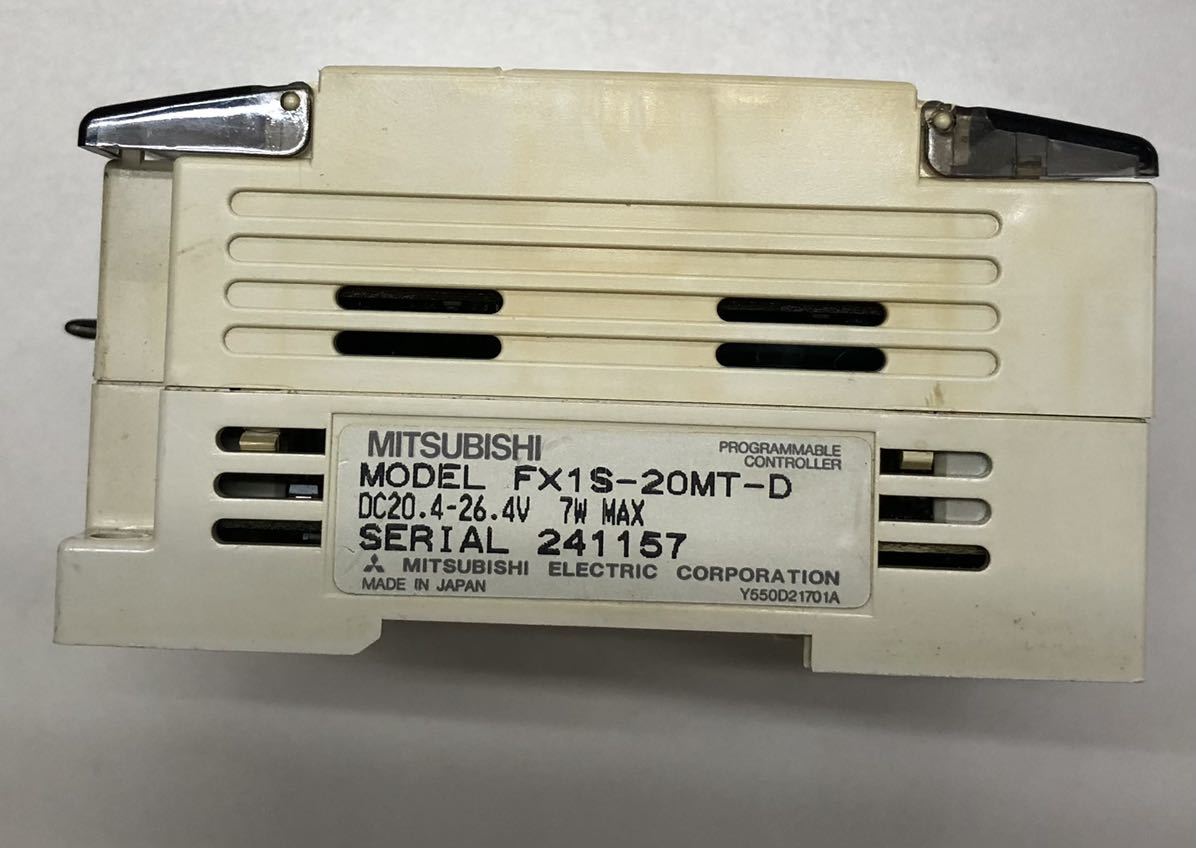 MITSUBISHI
PROGRAMMABLE
CONTROLLER
MODEL FX1S-20MT-D
DC20.4-26.4V 7W MAX
SERIAL 241157
MITSUBISHI ELECTRIC CORPORATION
MADE IN JAPAN Y550D21701A